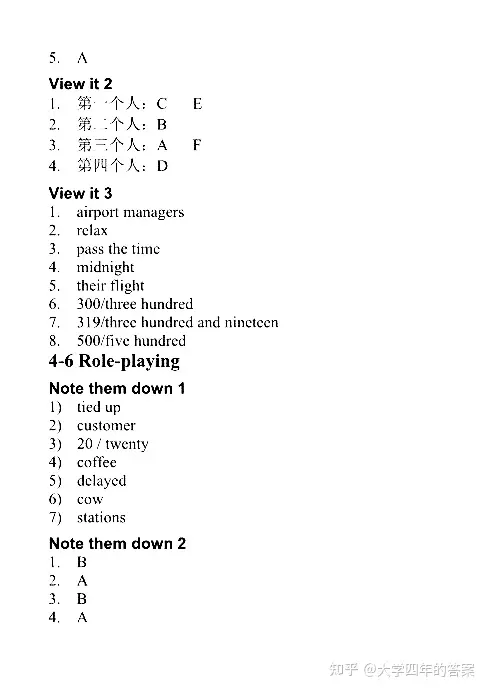 5. A
View it 2
1. 第一个人：C E
2. 第二个人：B
3. 第三个人：A F
4. 第四个人：D
View it 3
1. airport managers
2. relax
3. pass the time
4. midnight
5. their flight
6. 300/three hundred
7. 319/three hundred and nineteen
8. 500/five hundred
4-6 Role-playing
Note them down 1
1) tied up
2) customer
3) 20 / twenty
4) coffee
5) delayed
6) cow
7) stations
Note them down 2
1. B
2. A
3. B
4. A
知乎 @大学四年的答案